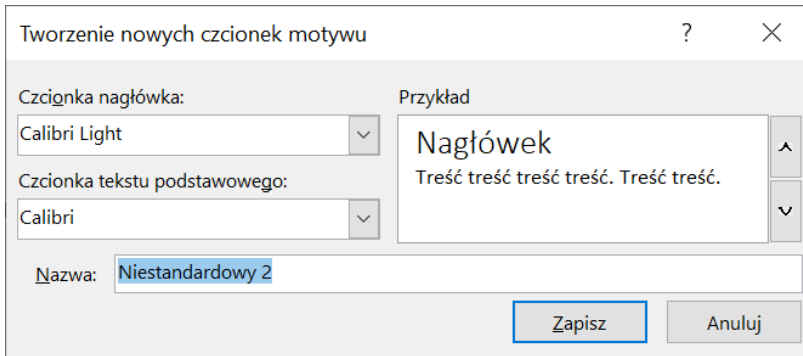 Tworzenie nowych czcionek motywu
Czcionka nagłówka:
Calibri Light
Czcionka tekstu podstawowego:
Calibri
Przykład
Nagłówek
Treść treść treść treść. Treść treść.
Nazwa: Niestandardowy 2
Zapisz Anuluj